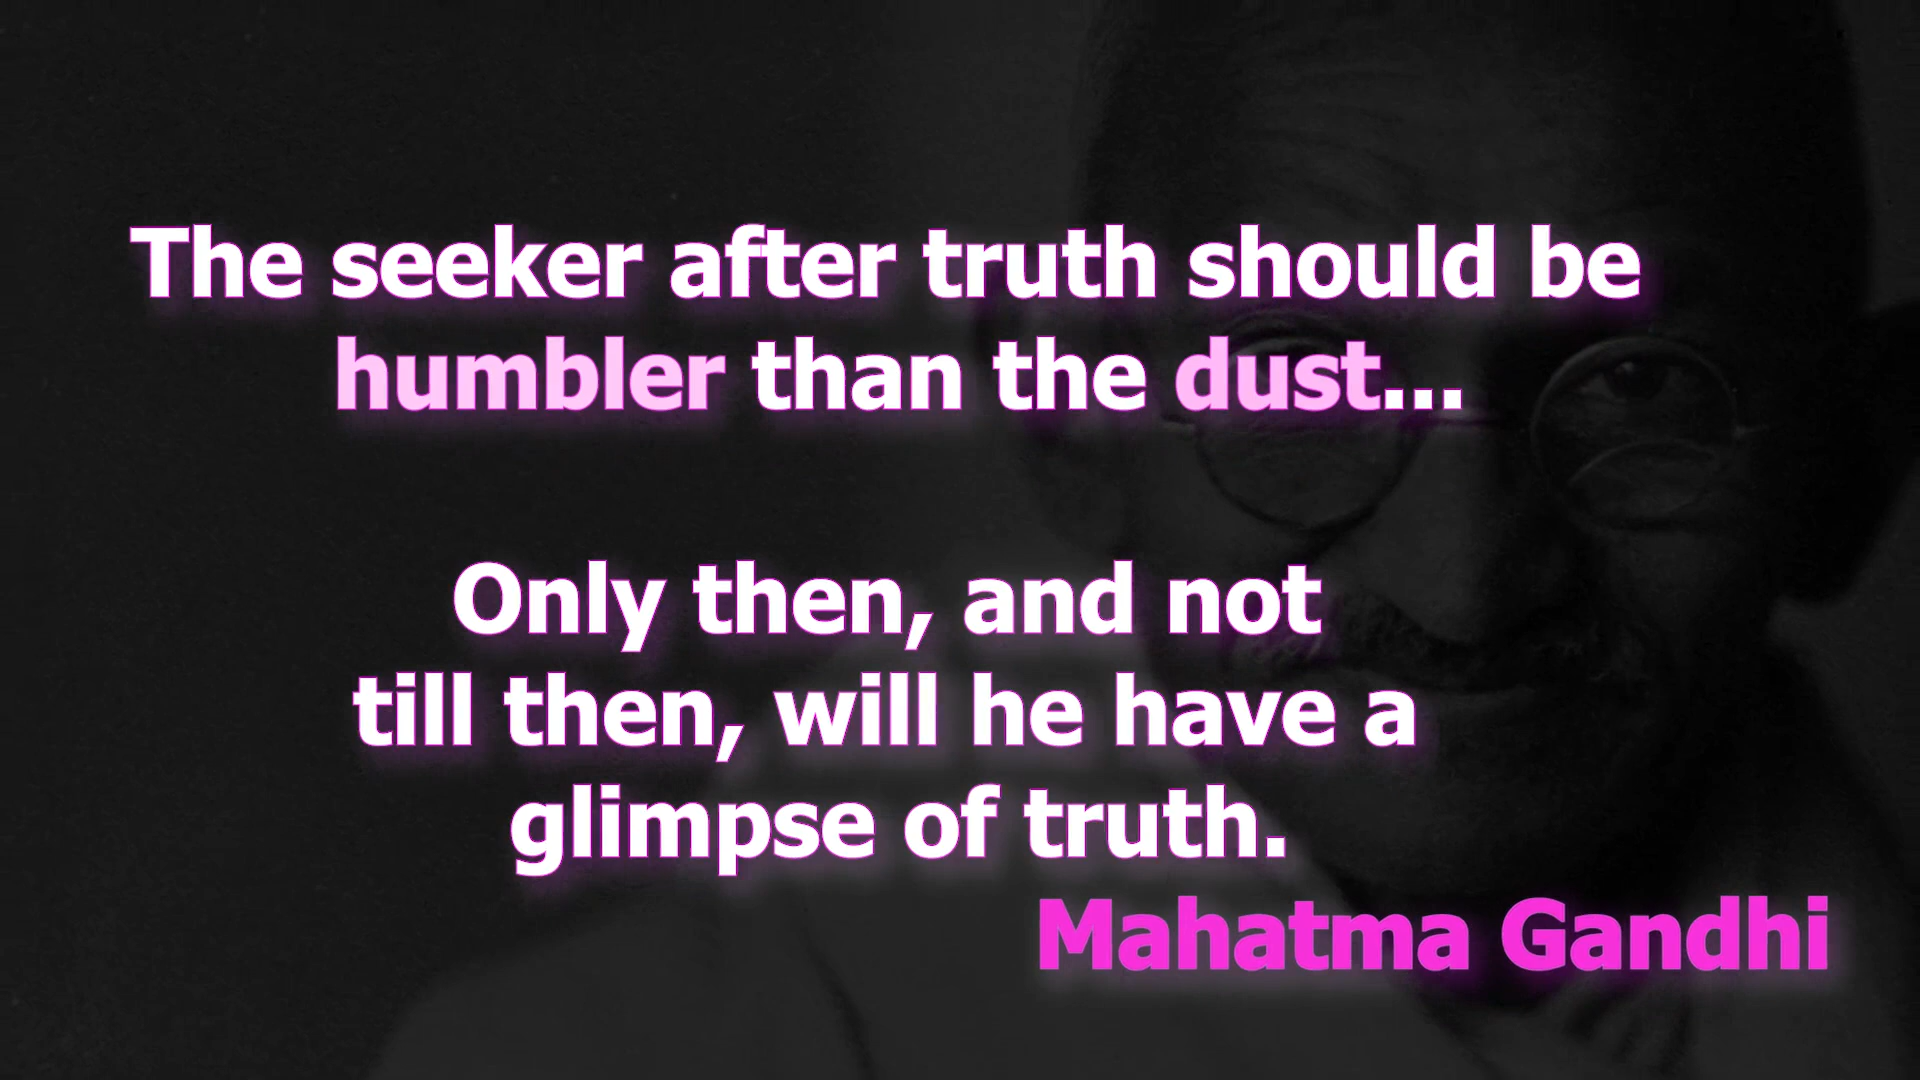 The seeker after truth should be
humbler than the dust...
Only then, and not
till then, will he have a
glimpse of truth.
Mahatma Gandhi